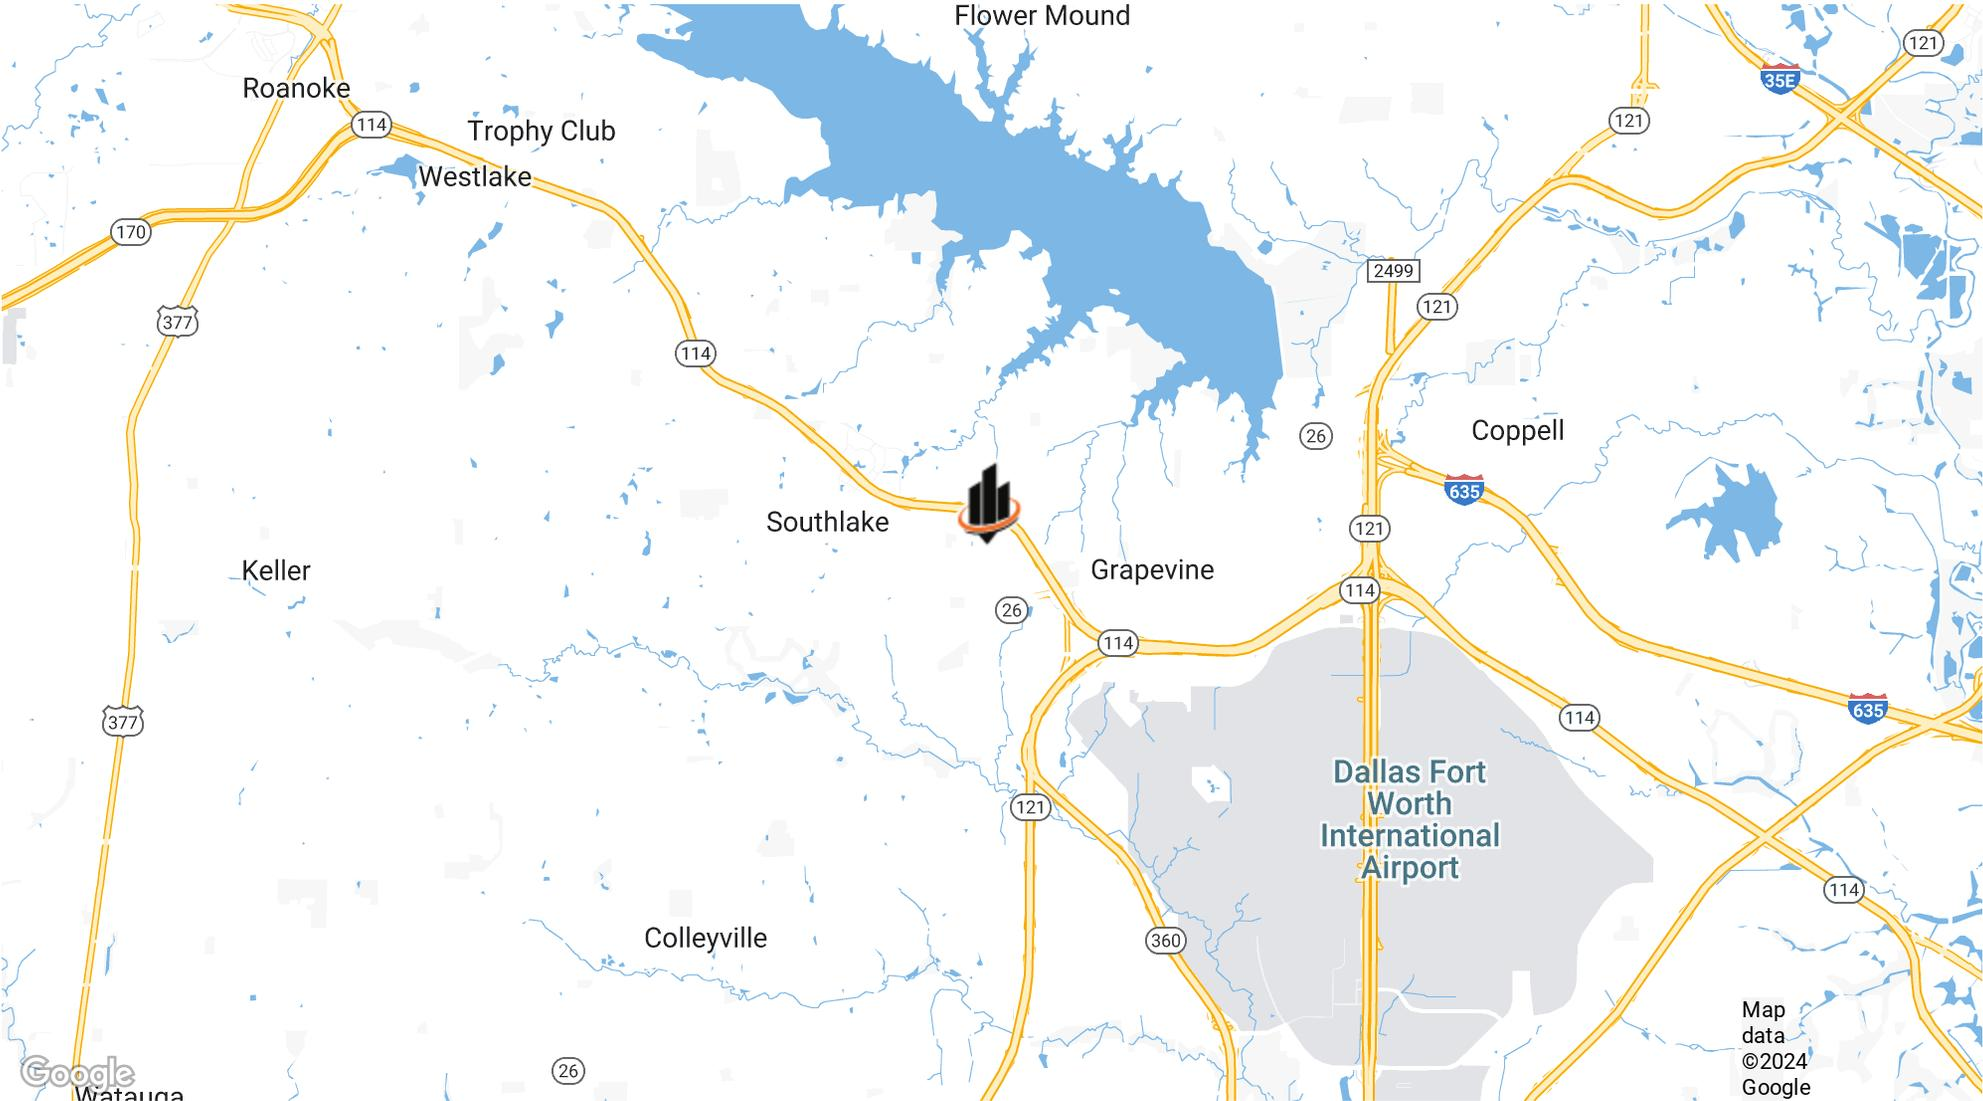 Flower Mound
121
35E
Roanoke
114
Trophy Club
121
Westlake
170
2499
121
377
114
26
Coppell
635
Southlake
121
Keller
Grapevine
114
26
114
377
635
114
Dallas Fort
Worth
International
Airport
121
114
Colleyville
360
Map
data
©2024
Google
26
Google
Watauga